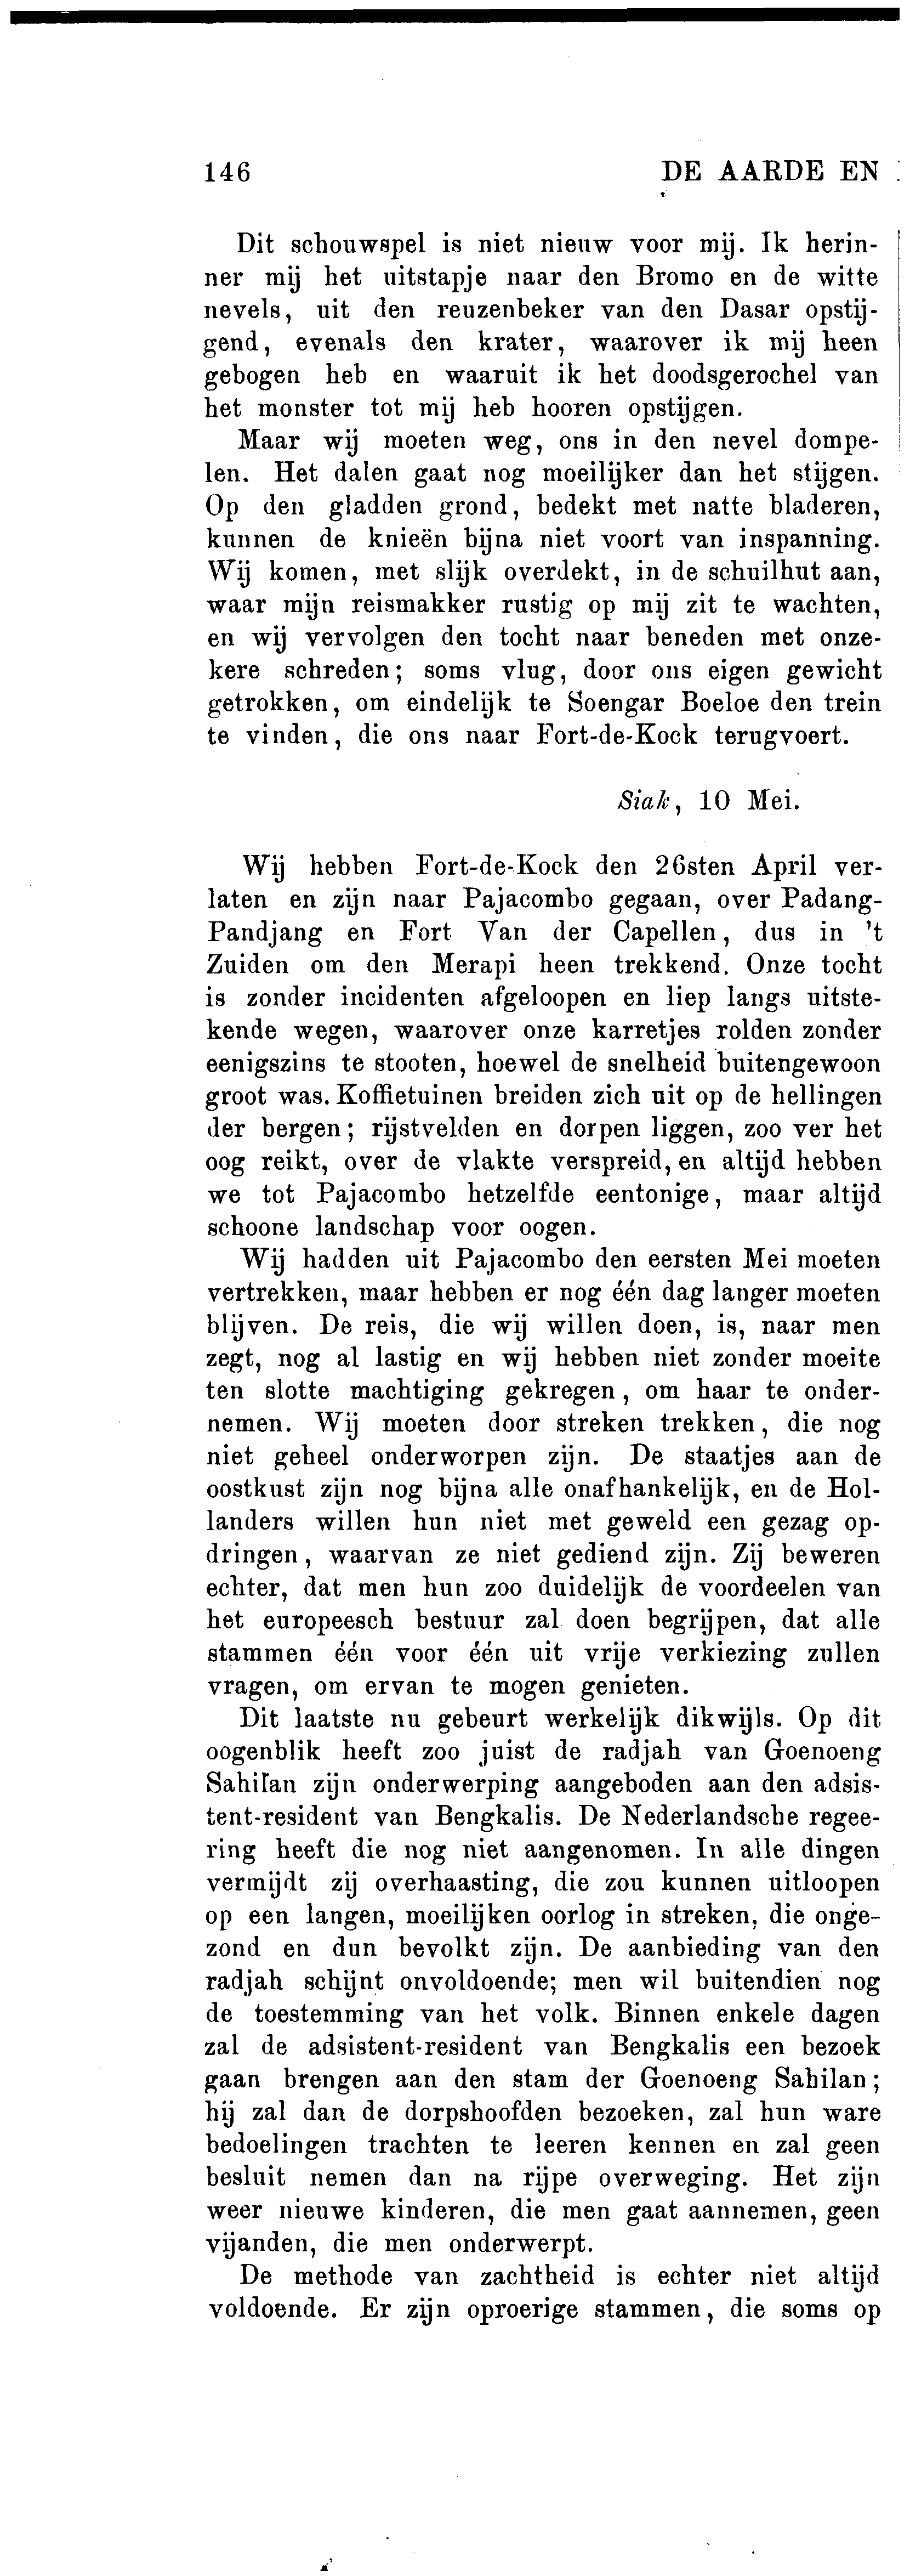 146 DE AARDE EN
Dit schouwspel is niet nieuw voor mij. Ik herin-
ner mij het uitstapje naar den Bromo en de witte
nevels, uit den reuzenbeker van den Dasar opstij-
gend, evenals den krater, waarover ik mij heen
gebogen heb en waaruit ik het doodsgerochel van
het monster tot mij heb hooren opstijgen.
Maar wij moeten weg, ons in den nevel dompe-
len. Het dalen gaat nog moeilijker dan het stijgen.
Op den gladden grond, bedekt met natte bladeren,
kunnen de knieën bijna niet voort van inspanning.
Wij komen, met slijk overdekt, in de schuilhut aan,
waar mijn reismakker rustig op mij zit te wachten,
en wij vervolgen den tocht naar beneden met onze-
kere schreden; soms vlug, door ons eigen gewicht
getrokken, om eindelijk te Soengar Boeloe den trein
te vinden, die ons naar Fort-de-Kock terugvoert.
Siak, 10 Mei.
Wij hebben Fort-de-Kock den 26sten April ver-
laten en zijn naar Pajacombo gegaan, over Padang-
Pandjang en Fort Van der Capellen, dus in 't
Zuiden om den Merapi heen trekkend. Onze tocht
is zonder incidenten afgeloopen en liep langs uitste-
kende wegen, waarover onze karretjes rolden zonder
eenigszins te stooten, hoewel de snelheid buitengewoon
groot was. Koffietuinen breiden zich uit op de hellingen
der bergen; rijstvelden en dorpen liggen, zoo ver het
oog reikt, over de vlakte verspreid, en altijd hebben
we tot Pajacombo hetzelfde eentonige, maar altijd
schoone landschap voor oogen.
Wij hadden uit Pajacombo den eersten Mei moeten
vertrekken, maar hebben er nog één dag langer moeten
blijven. De reis, die wij willen doen, is, naar men
zegt, nog al lastig en wij hebben niet zonder moeite
ten slotte machtiging gekregen, om haar te onder-
nemen. Wij moeten door streken trekken, die nog
niet geheel onderworpen zijn. De staatjes aan de
oostkust zijn nog bijna alle onafhankelijk, en de Hol-
landers willen hun niet met geweld een gezag op-
dringen, waarvan ze niet gediend zijn. Zij beweren
echter, dat men hun zoo duidelijk de voordeelen van
het europeesch bestuur zal doen begrijpen, dat alle
stammen één voor één uit vrije verkiezing zullen
vragen, om ervan te mogen genieten.
Dit laatste nu gebeurt werkelijk dikwijls. Op dit
oogenblik heeft zoo juist de radjah van Goenoeng
Sahilan zijn onderwerping aangeboden aan den adsis-
tent-resident van Bengkalis. De Nederlandsche regee-
ring heeft die nog niet aangenomen. In alle dingen
vermijdt zij overhaasting, die zou kunnen uitloopen
op een langen, moeilijken oorlog in streken, die onge-
zond en dun bevolkt zijn. De aanbieding van den
radjah schijnt onvoldoende; men wil buitendien nog
de toestemming van het volk. Binnen enkele dagen
zal de adsistent-resident van Bengkalis een bezoek
gaan brengen aan den stam der Goenoeng Sahilan;
hij zal dan de dorpshoofden bezoeken, zal hun ware
bedoelingen trachten te leeren kennen en zal geen
besluit nemen dan na rijpe overweging. Het zijn
weer nieuwe kinderen, die men gaat aannemen, geen
vijanden, die men onderwerpt.
De methode van zachtheid is echter niet altijd
voldoende. Er zijn oproerige stammen, die soms op